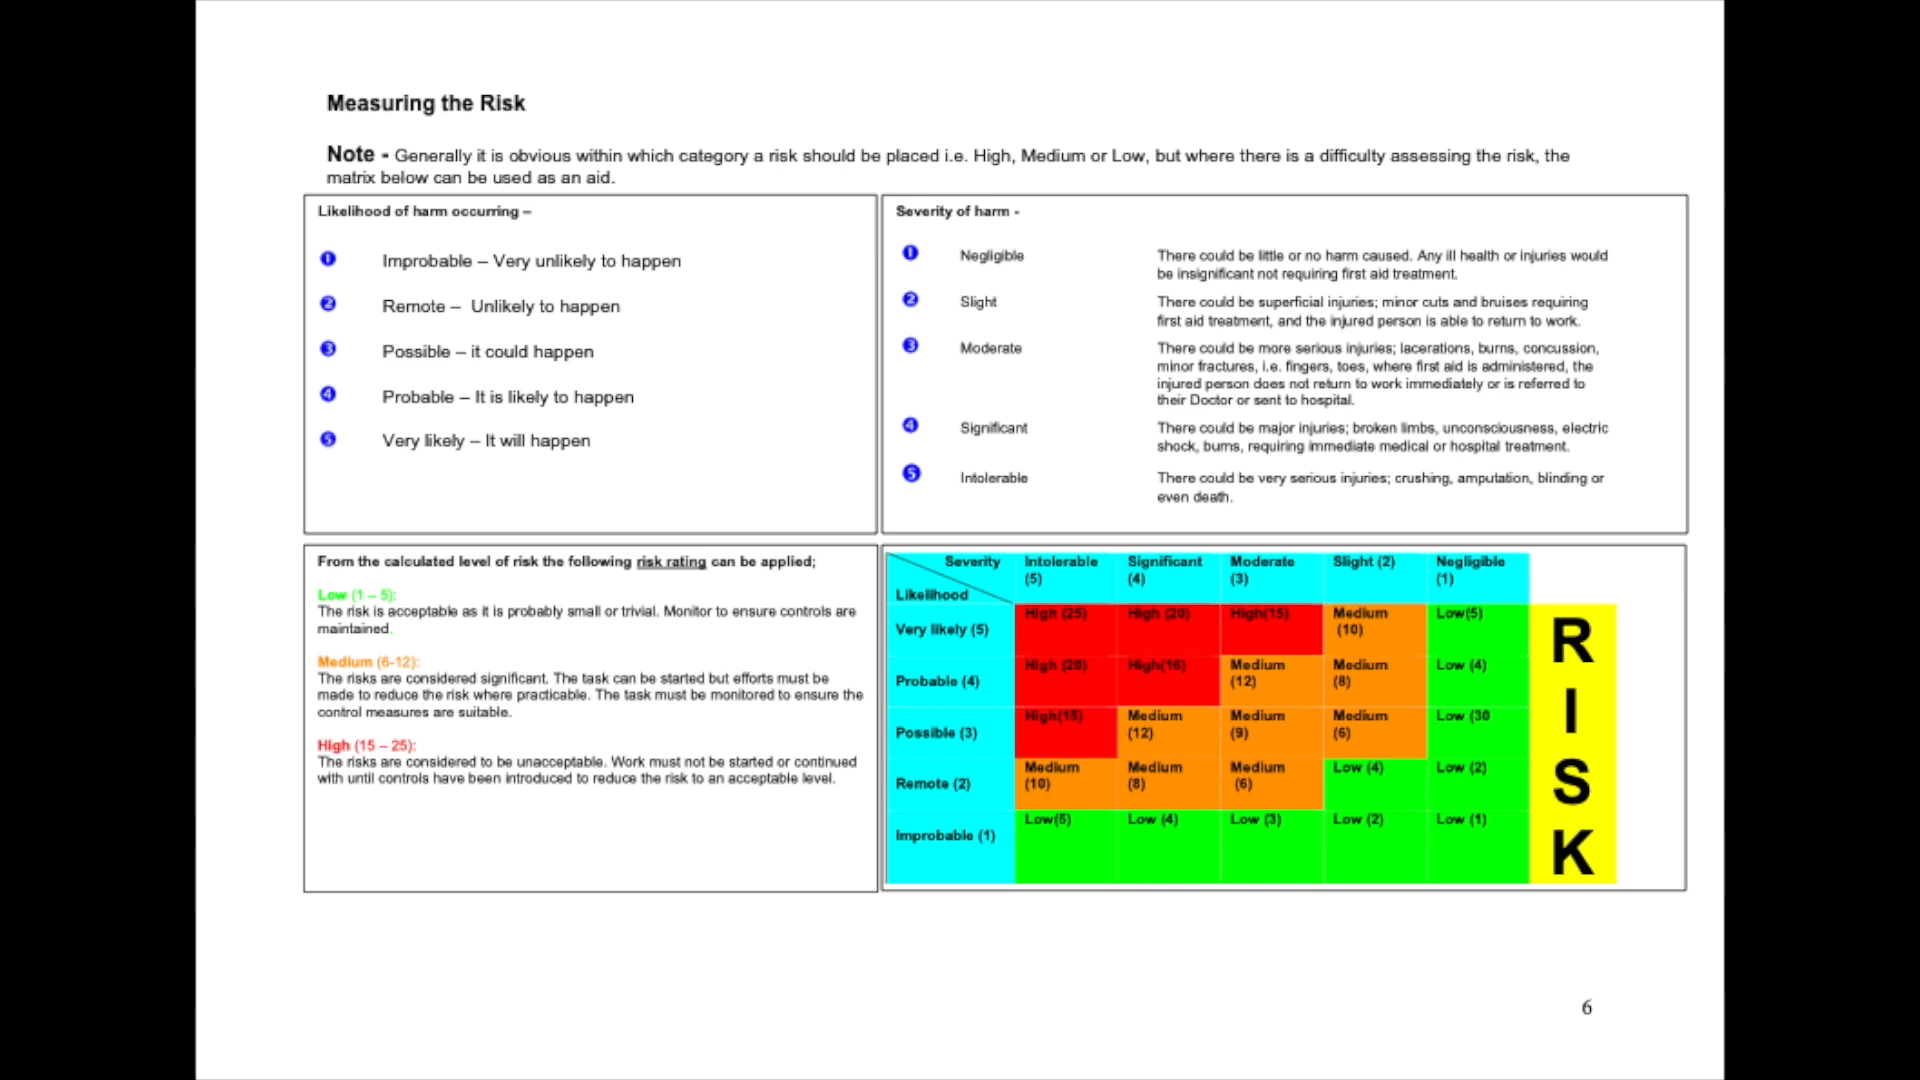 Measuring the Risk
Note - Generally it is obvious within which category a risk should be placed i.e. High, Medium or Low, but where there is a difficulty assessing the risk, the
matrix below can be used as an aid.
Likelihood of harm occurring –
1 Improbable – Very unlikely to happen
2 Remote – Unlikely to happen
3 Possible – it could happen
4 Probable – It is likely to happen
5 Very likely – It will happen
Severity of harm -
1 Negligible There could be little or no harm caused. Any ill health or injuries would
be insignificant not requiring first aid treatment.
2 Slight There could be superficial injuries; minor cuts and bruises requiring
first aid treatment, and the injured person is able to return to work.
3 Moderate There could be more serious injuries; lacerations, burns, concussion,
minor fractures, i.e. fingers, toes, where first aid is administered, the
injured person does not return to work immediately or is referred to
their Doctor or sent to hospital.
4 Significant There could be major injuries; broken limbs, unconsciousness, electric
shock, burns, requiring immediate medical or hospital treatment.
5 Intolerable There could be very serious injuries; crushing, amputation, blinding or
even death.
From the calculated level of risk the following risk rating can be applied;
Low (1 – 5):
The risk is acceptable as it is probably small or trivial. Monitor to ensure controls are
maintained.
Medium (6-12):
The risks are considered significant. The task can be started but efforts must be
made to reduce the risk where practicable. The task must be monitored to ensure the
control measures are suitable.
High (15 – 25):
The risks are considered to be unacceptable. Work must not be started or continued
with until controls have been introduced to reduce the risk to an acceptable level.
Severity Intolerable Significant Moderate Slight (2) Negligible
(5) (4) (3) (1)
Likelihood
Very likely (5) High (25) High (20) High(15) Medium (10) Low(5)
Probable (4) High (20) High(16) Medium (12) Medium (8) Low (4)
Possible (3) High(15) Medium (12) Medium (9) Medium (6) Low (30
Remote (2) Medium (10) Medium (8) Medium (6) Low (4) Low (2)
Improbable (1) Low(5) Low (4) Low (3) Low (2) Low (1)
R
I
S
K
6